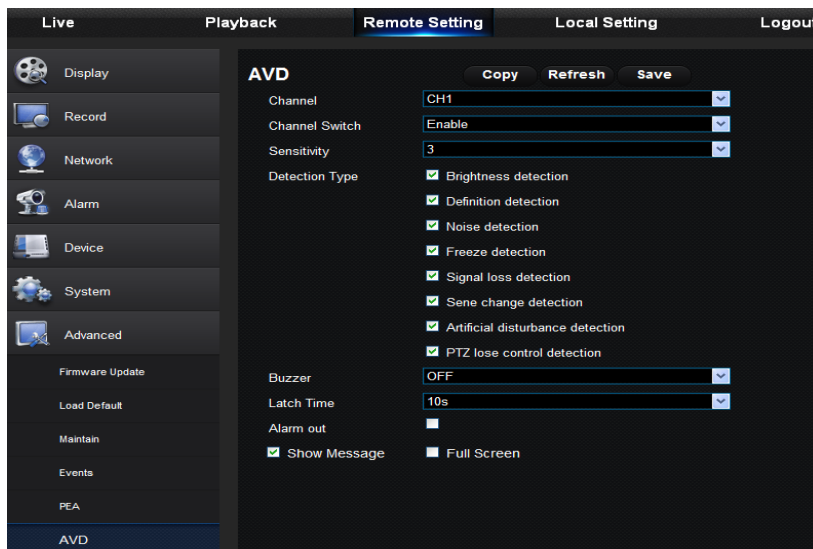 Live Playback Remote Setting Local Setting Logout
Display
Record
Network
Alarm
Device
System
Advanced
Firmware Update
Load Default
Maintain
Events
PEA
AVD
AVD Copy Refresh Save
Channel CH1
Channel Switch Enable
Sensitivity 3
Detection Type Brightness detection
Definition detection
Noise detection
Freeze detection
Signal loss detection
Sene change detection
Artificial disturbance detection
PTZ lose control detection
Buzzer OFF
Latch Time 10s
Alarm out
Show Message Full Screen